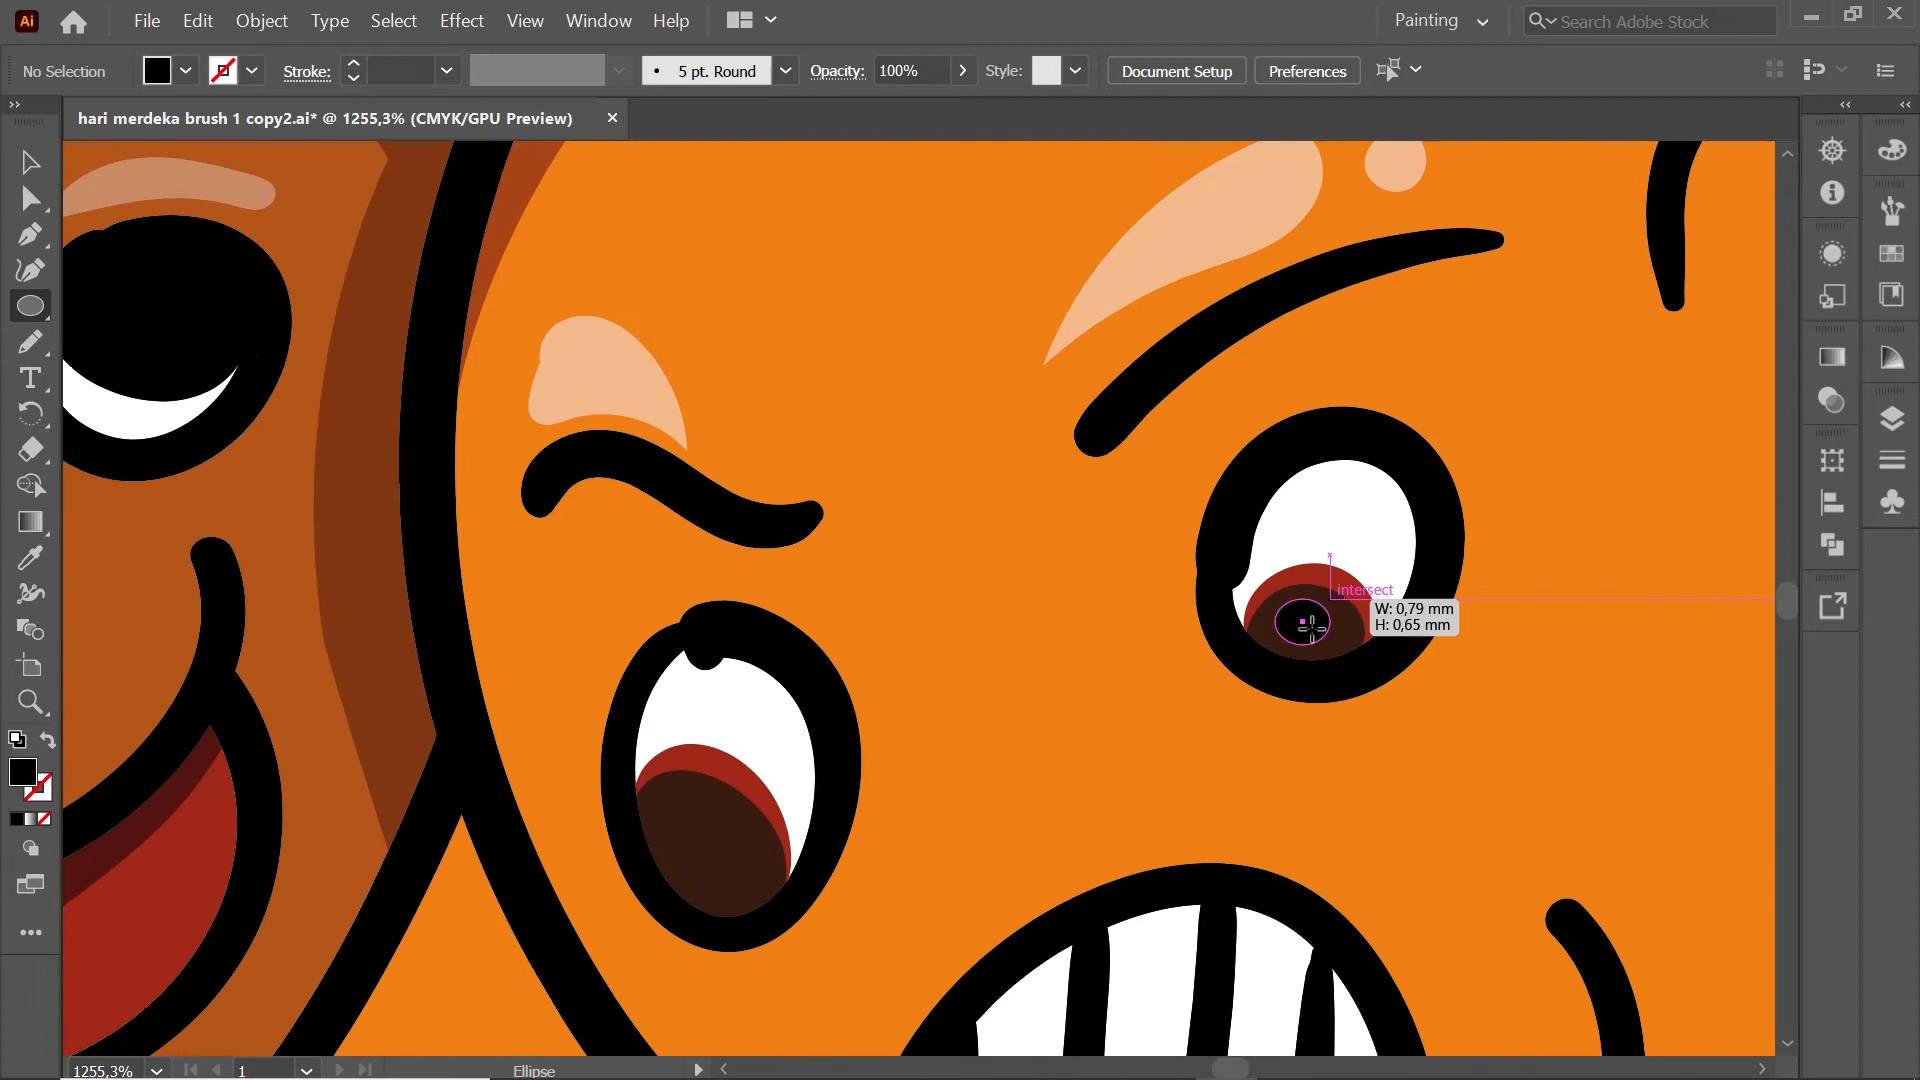 Ai File Edit Object Type Select Effect View Window Help Painting Search Adobe Stock
No Selection Stroke: 5 pt. Round Opacity: 100% Style: Document Setup Preferences
hari merdeka brush 1 copy2.ai* @ 1255,3% (CMYK/GPU Preview)
intersect
W: 0,79 mm
H: 0,65 mm
1255,3% 1 Ellipse